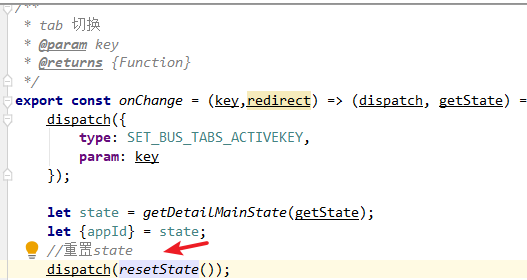 /**
* tab 切换
* @param key
* @returns {Function}
*/
export const onChange = (key,redirect) => (dispatch, getState) =
dispatch({
type: SET_BUS_TABS_ACTIVEKEY,
param: key
});
let state = getDetailMainState(getState);
let {appId} = state;
//重置state
dispatch(resetState());